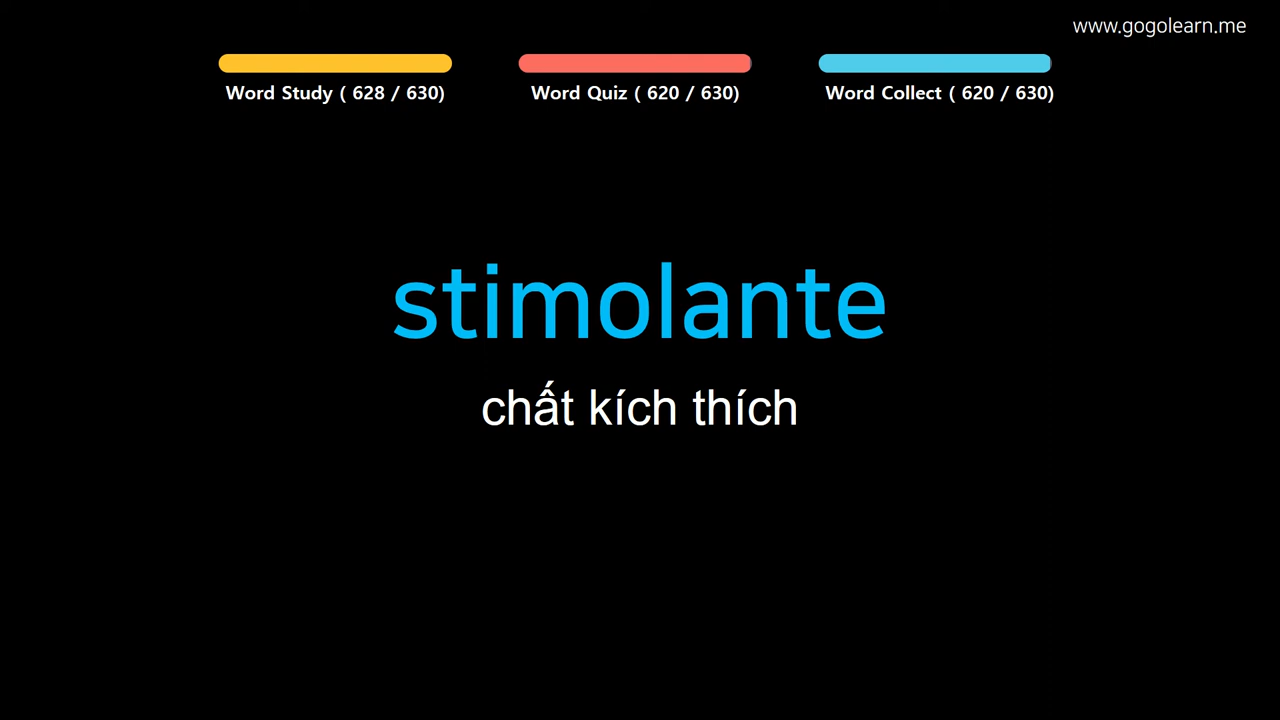 www.gogolearn.me
Word Study ( 628 / 630)
Word Quiz ( 620 / 630)
Word Collect ( 620 / 630)
stimolante
chất kích thích